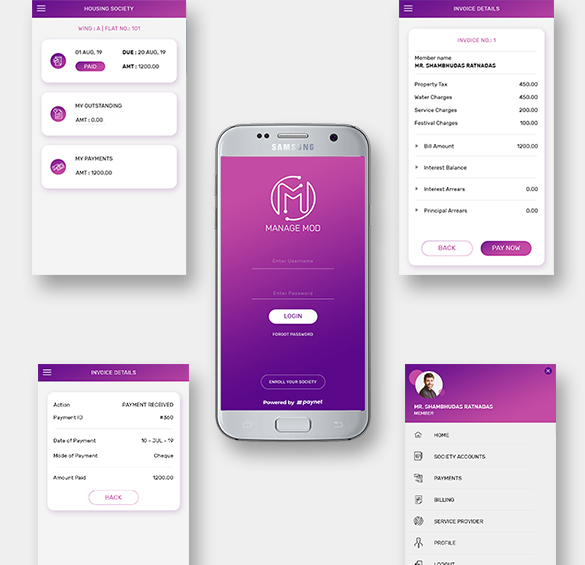 HOUSING SOCIETY
WING : A | FLAT NO.: 101
01 AUG, 19 DUE : 20 AUG, 19
PAID AMT : 1200.00
MY OUTSTANDING
AMT : 0.00
MY PAYMENTS
AMT : 1200.00
SAMSUNG
MANAGE MOD
Enter Username
Enter Password
LOGIN
FORGOT PASSWORD
ENROLL YOUR SOCIETY
Powered by paynet
INVOICE DETAILS
INVOICE NO.: 1
Member name
MR. SHAMBHUDAS RATNADAS
Property Tax 450.00
Water Charges 450.00
Service Charges 200.00
Festival Charges 100.00
Bill Amount 1200.00
Interest Balance
Interest Arrears 0.00
Principal Arrears 0.00
BACK PAY NOW
INVOICE DETAILS
Action PAYMENT RECEIVED
Payment ID #360
Date of Payment 10 - JUL - 19
Mode of Payment Cheque
Amount Paid 1200.00
BACK
MR. SHAMBHUDAS RATNADAS
MEMBER
HOME
SOCIETY ACCOUNTS
PAYMENTS
BILLING
SERVICE PROVIDER
PROFILE
LOGOUT